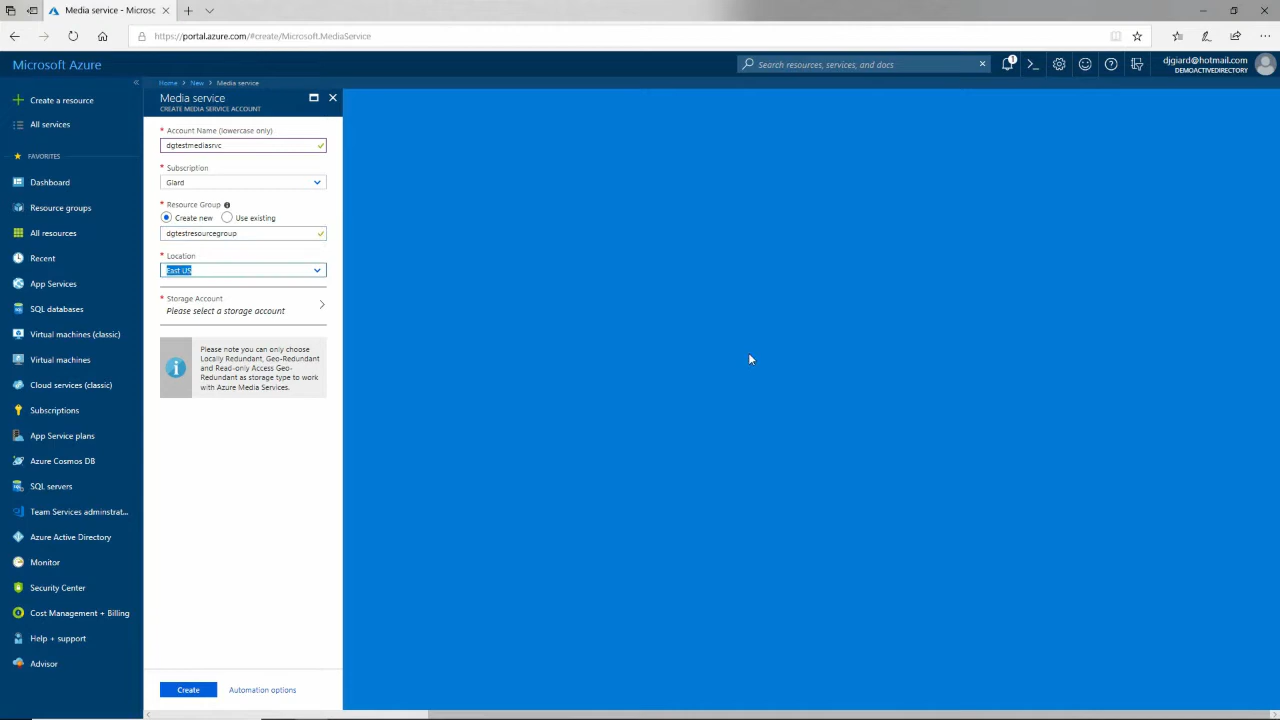 Media service - Microsc
https://portal.azure.com/#create/Microsoft.MediaService
Microsoft Azure
Search resources, services, and docs
1
djgiard@hotmail.com
DEMOACTIVEDIRECTORY
Home
New
Media service
Create a resource
All services
FAVORITES
Dashboard
Resource groups
All resources
Recent
App Services
SQL databases
Virtual machines (classic)
Virtual machines
Cloud services (classic)
Subscriptions
App Service plans
Azure Cosmos DB
SQL servers
Team Services adminstrat...
Azure Active Directory
Monitor
Security Center
Cost Management + Billing
Help + support
Advisor
Media service
CREATE MEDIA SERVICE ACCOUNT
* Account Name (lowercase only)
dgtestmediasrvc
* Subscription
Giard
* Resource Group
Create new
Use existing
dgtestresourcegroup
* Location
East US
* Storage Account
Please select a storage account
Please note you can only choose
Locally Redundant, Geo-Redundant
and Read-only Access Geo-
Redundant as storage type to work
with Azure Media Services.
Create
Automation options